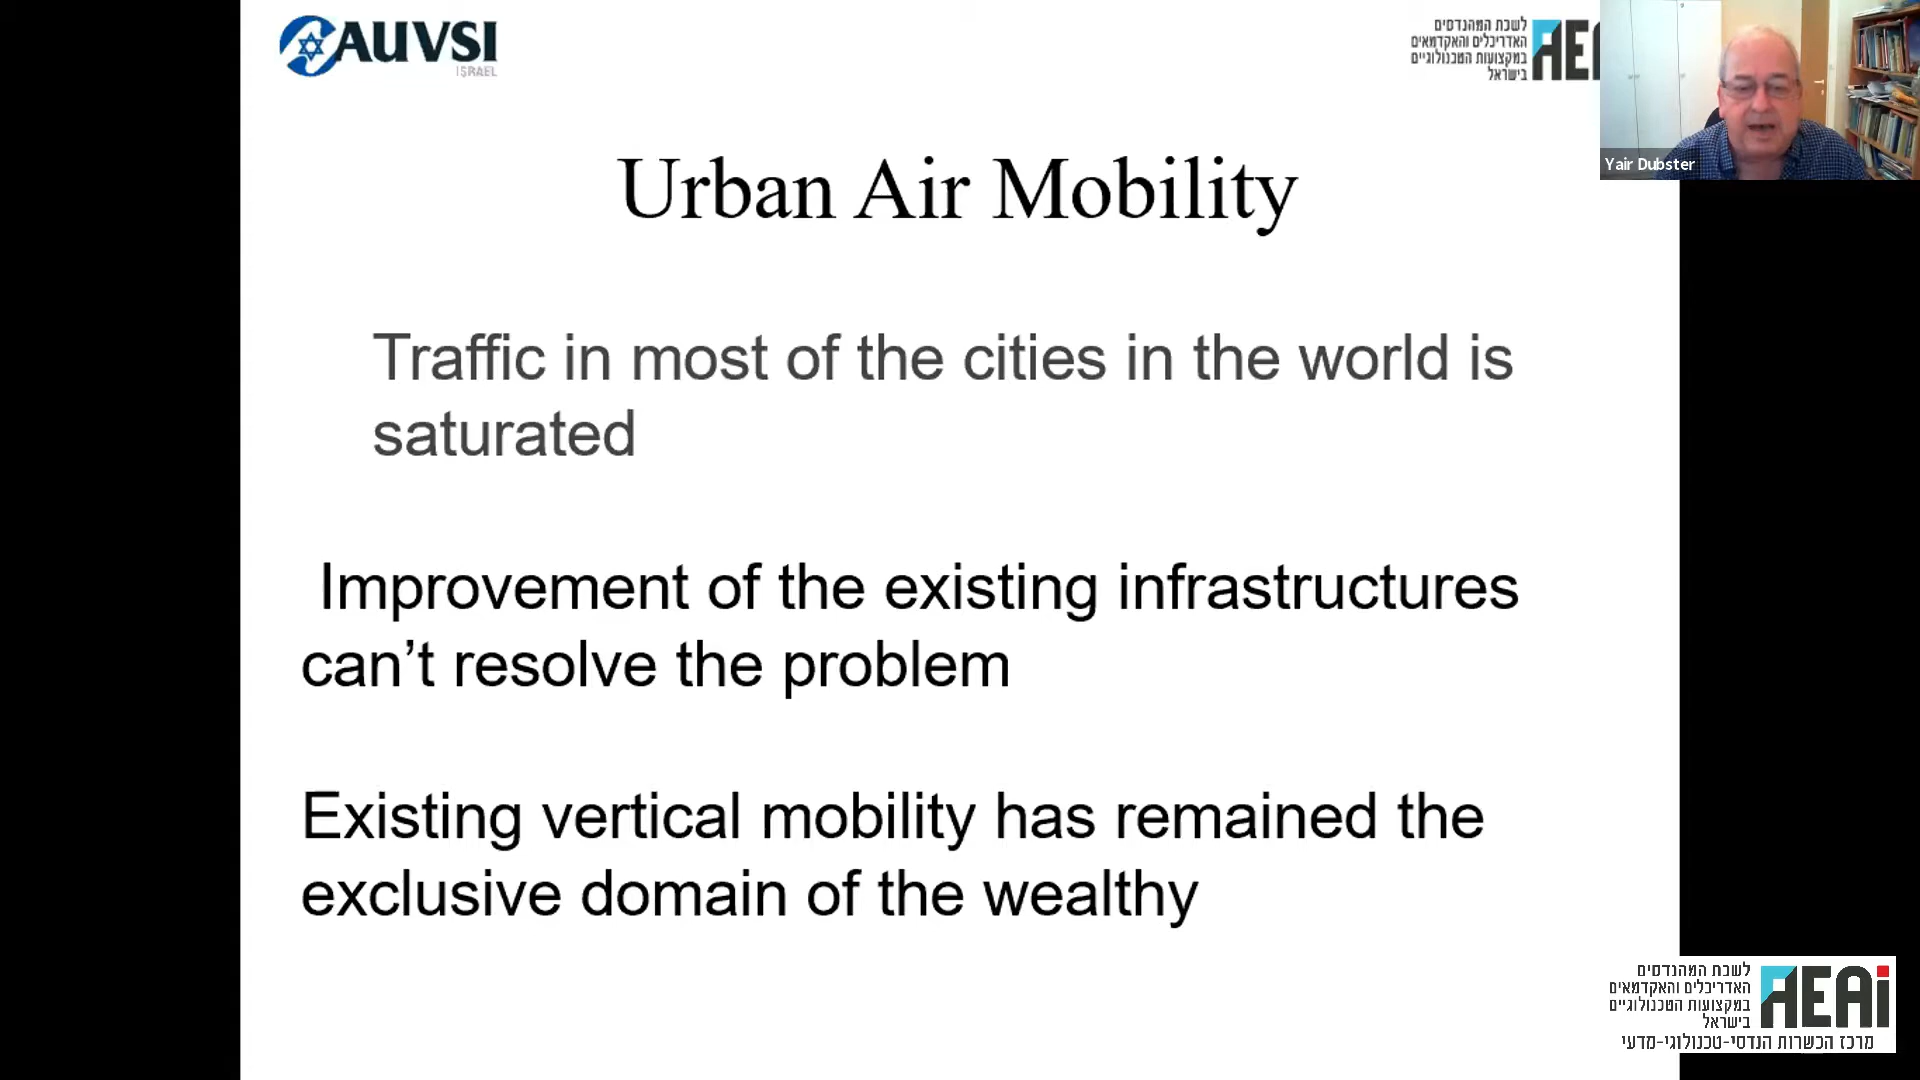 AUVSI
ISRAEL
לשכת המהנדסים
האדריכלים והאקדמאים
במקצועות הטכנולוגיים
בישראל
AE
Yair Dubster
Urban Air Mobility
Traffic in most of the cities in the world is
saturated
Improvement of the existing infrastructures
can’t resolve the problem
Existing vertical mobility has remained the
exclusive domain of the wealthy
לשכת המהנדסים
האדריכלים והאקדמאים
במקצועות הטכנולוגיים
בישראל
AEAi
מרכז הכשרות הנדסי-טכנולוגי-מדעי